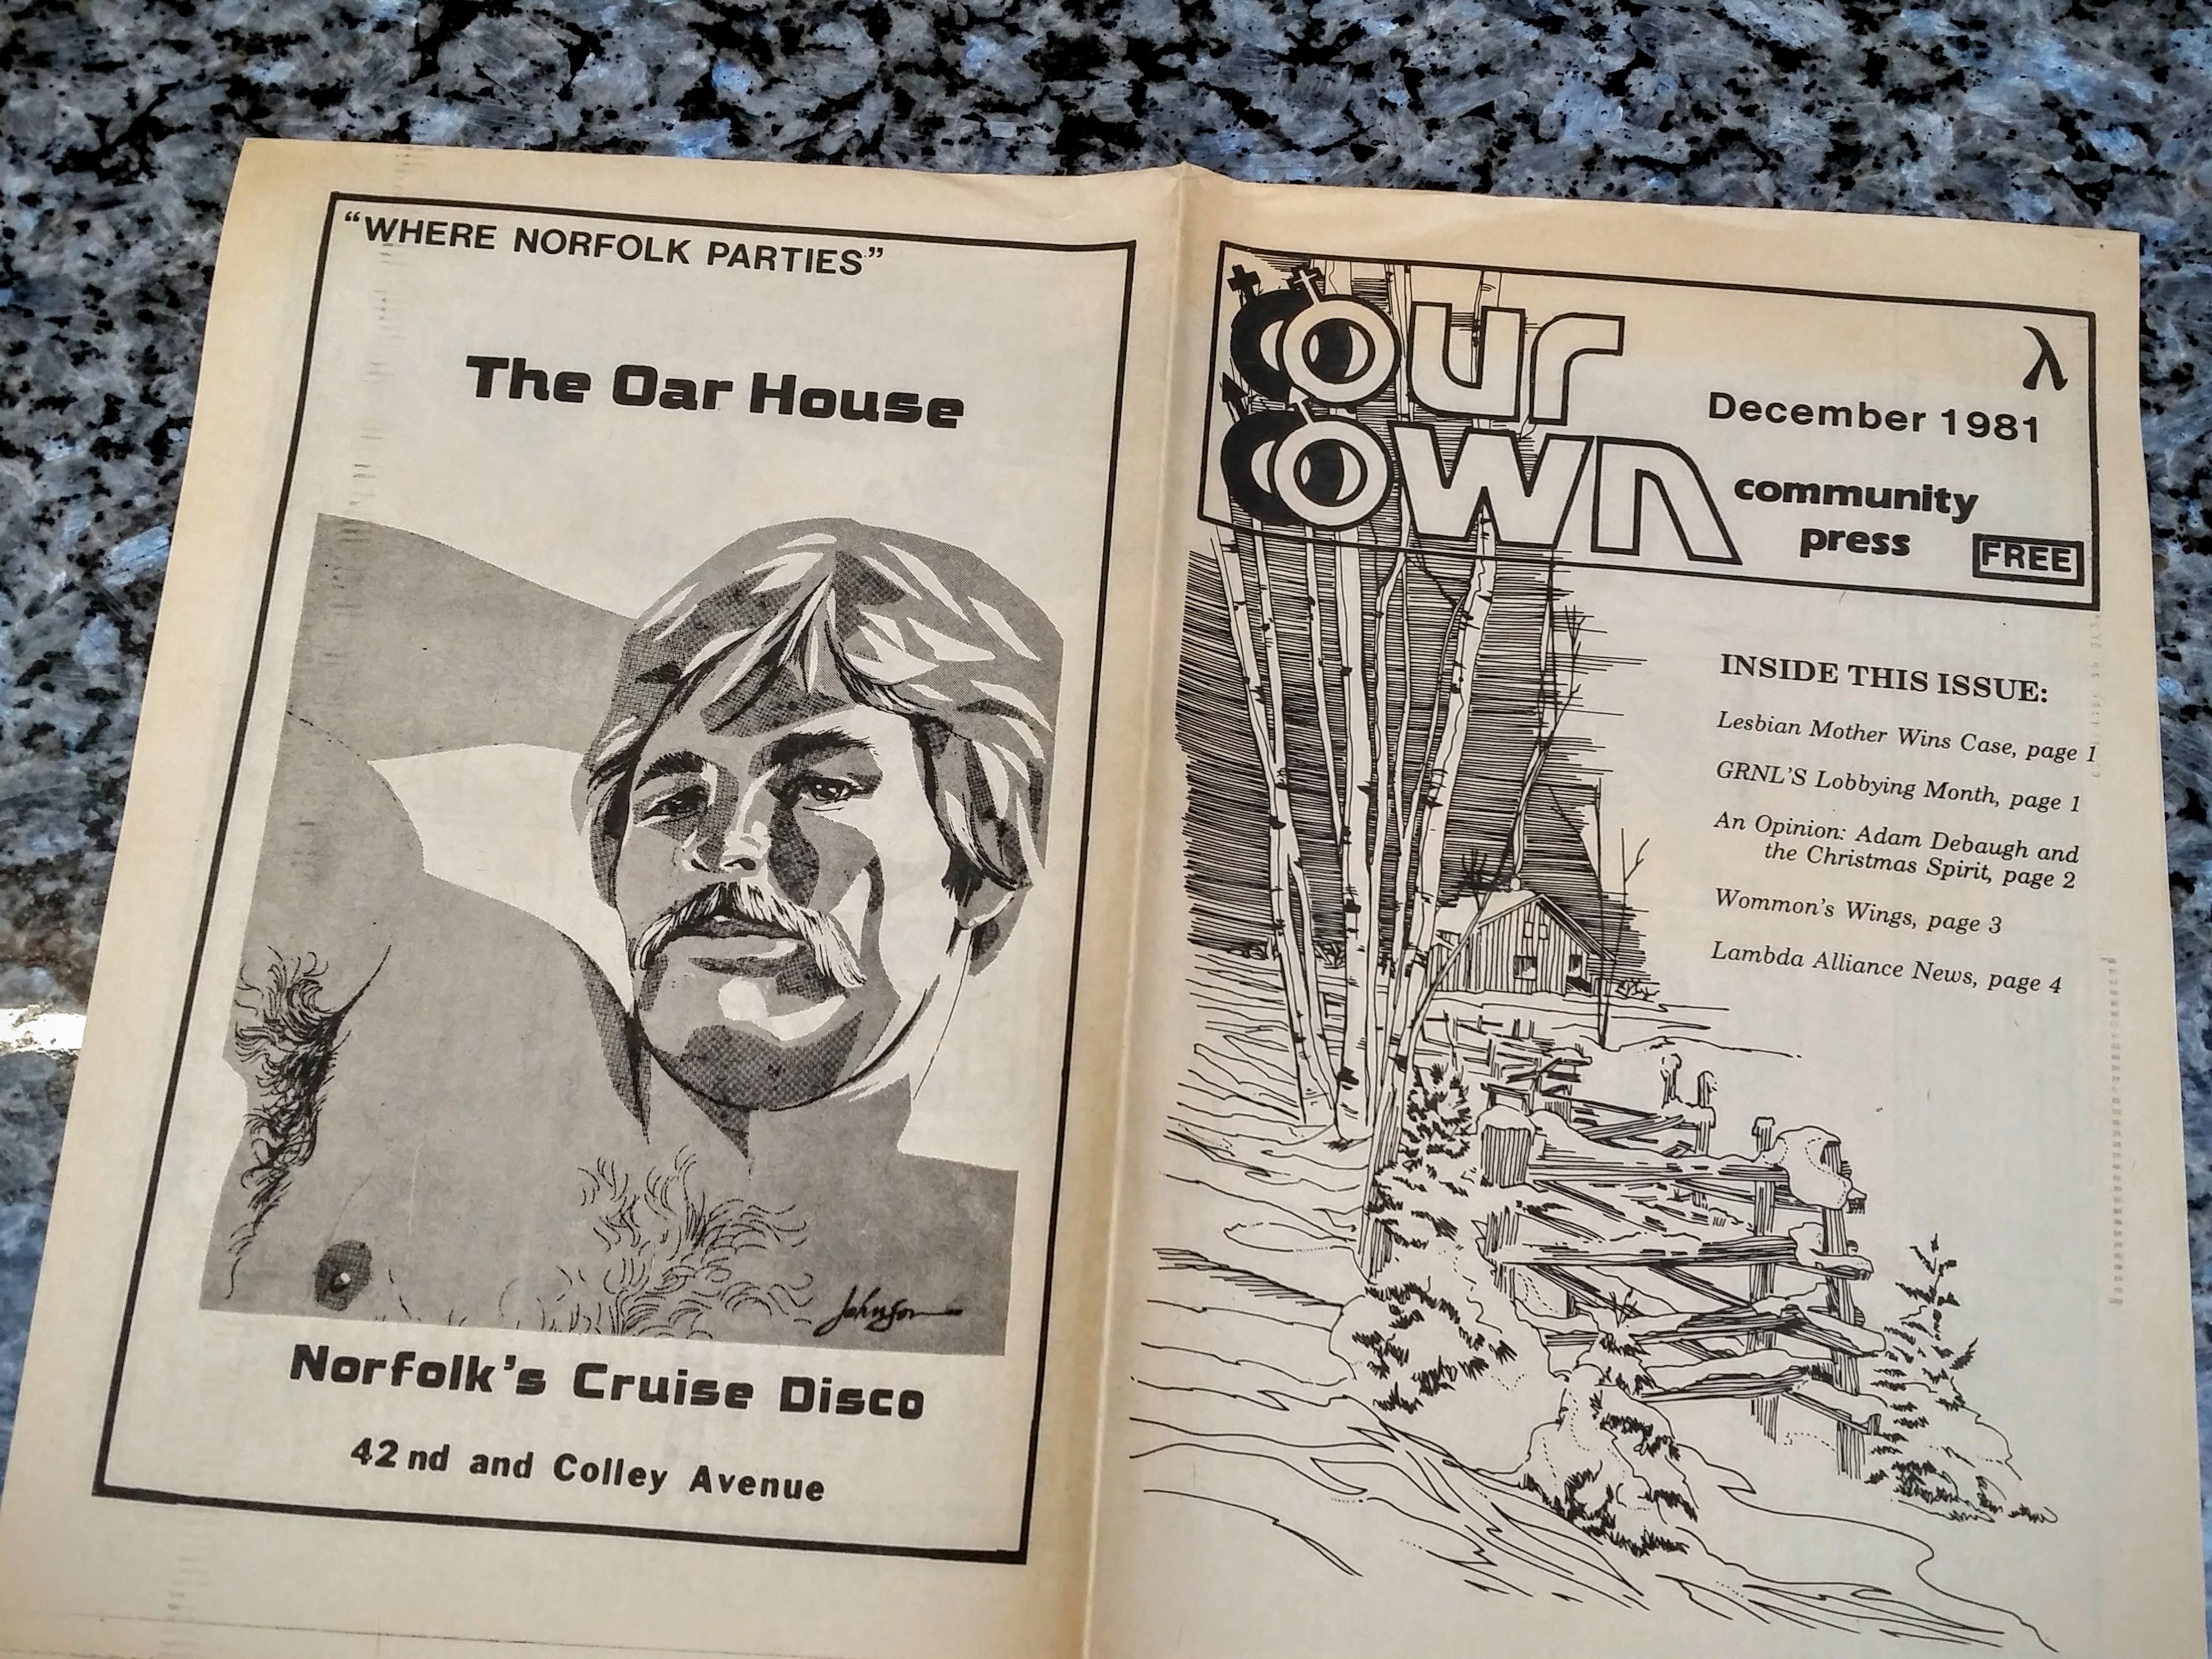 "WHERE NORFOLK PARTIES"
The Oar House
Johnson
Norfolk's Cruise Disco
42nd and Colley Avenue
Our
Own
λ
December 1981
community
press
FREE
INSIDE THIS ISSUE:
Lesbian Mother Wins Case, page 1
GRNL'S Lobbying Month, page 1
An Opinion: Adam Debaugh and
the Christmas Spirit, page 2
Wommon's Wings, page 3
Lambda Alliance News, page 4